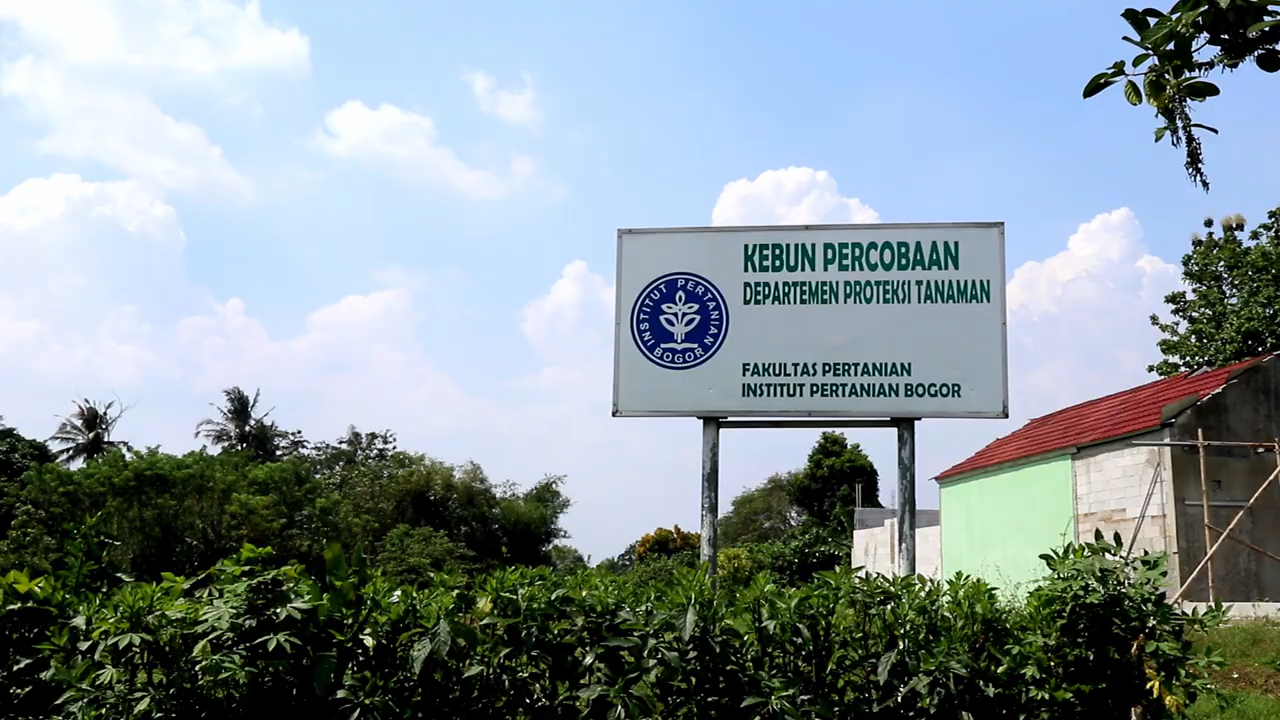 KEBUN PERCOBAAN
DEPARTEMEN PROTEKSI TANAMAN
INSTITUT PERTANIAN
BOGOR
FAKULTAS PERTANIAN
INSTITUT PERTANIAN BOGOR